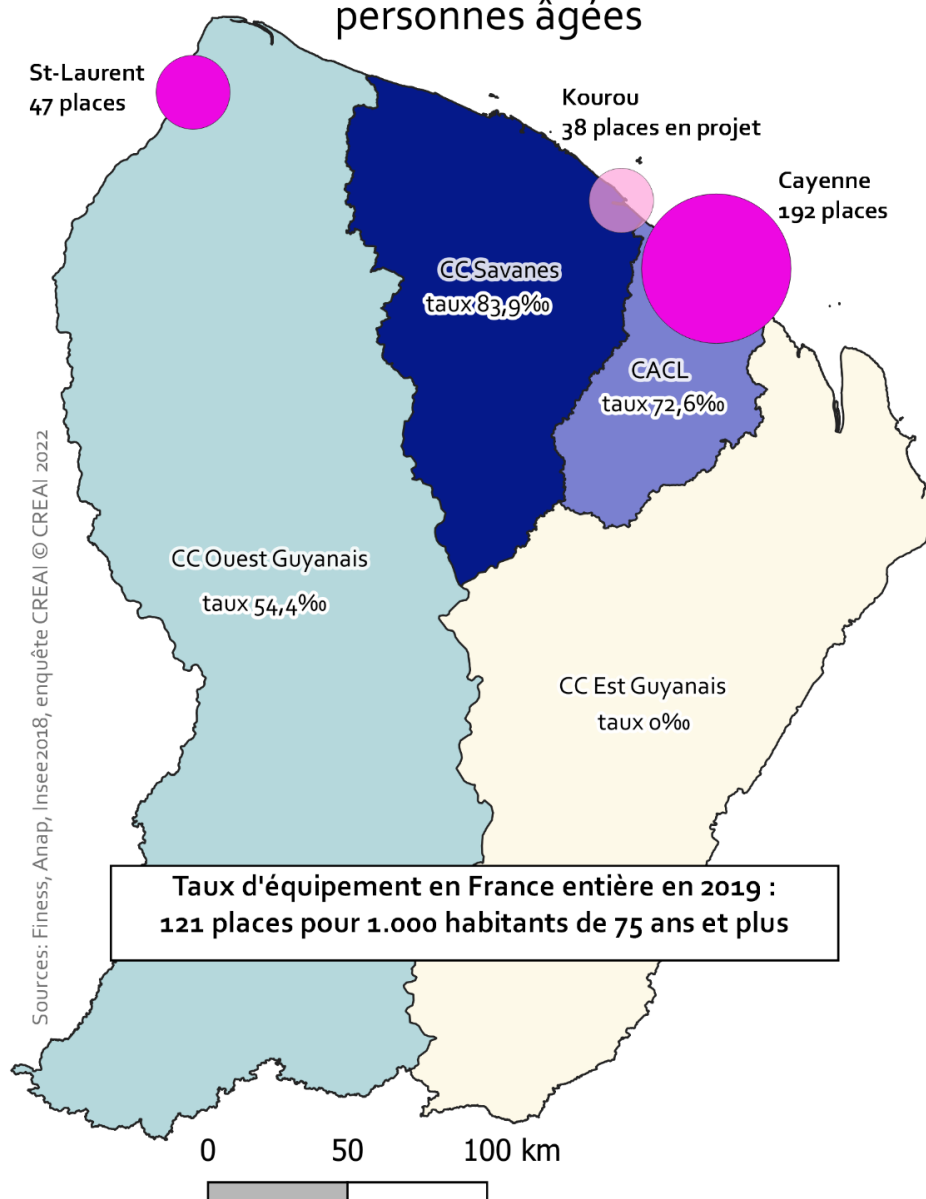 personnes âgées
St-Laurent
47 places
Kourou
38 places en projet
Cayenne
192 places
CC Savanes
taux 83,9‰
CACL
taux 72,6‰
CC Ouest Guyanais
taux 54,4‰
CC Est Guyanais
taux 0‰
Taux d'équipement en France entière en 2019 :
121 places pour 1.000 habitants de 75 ans et plus
Sources: Finess, Anap, Insee2018, enquête CREAI © CREAI 2022
0 50 100 km